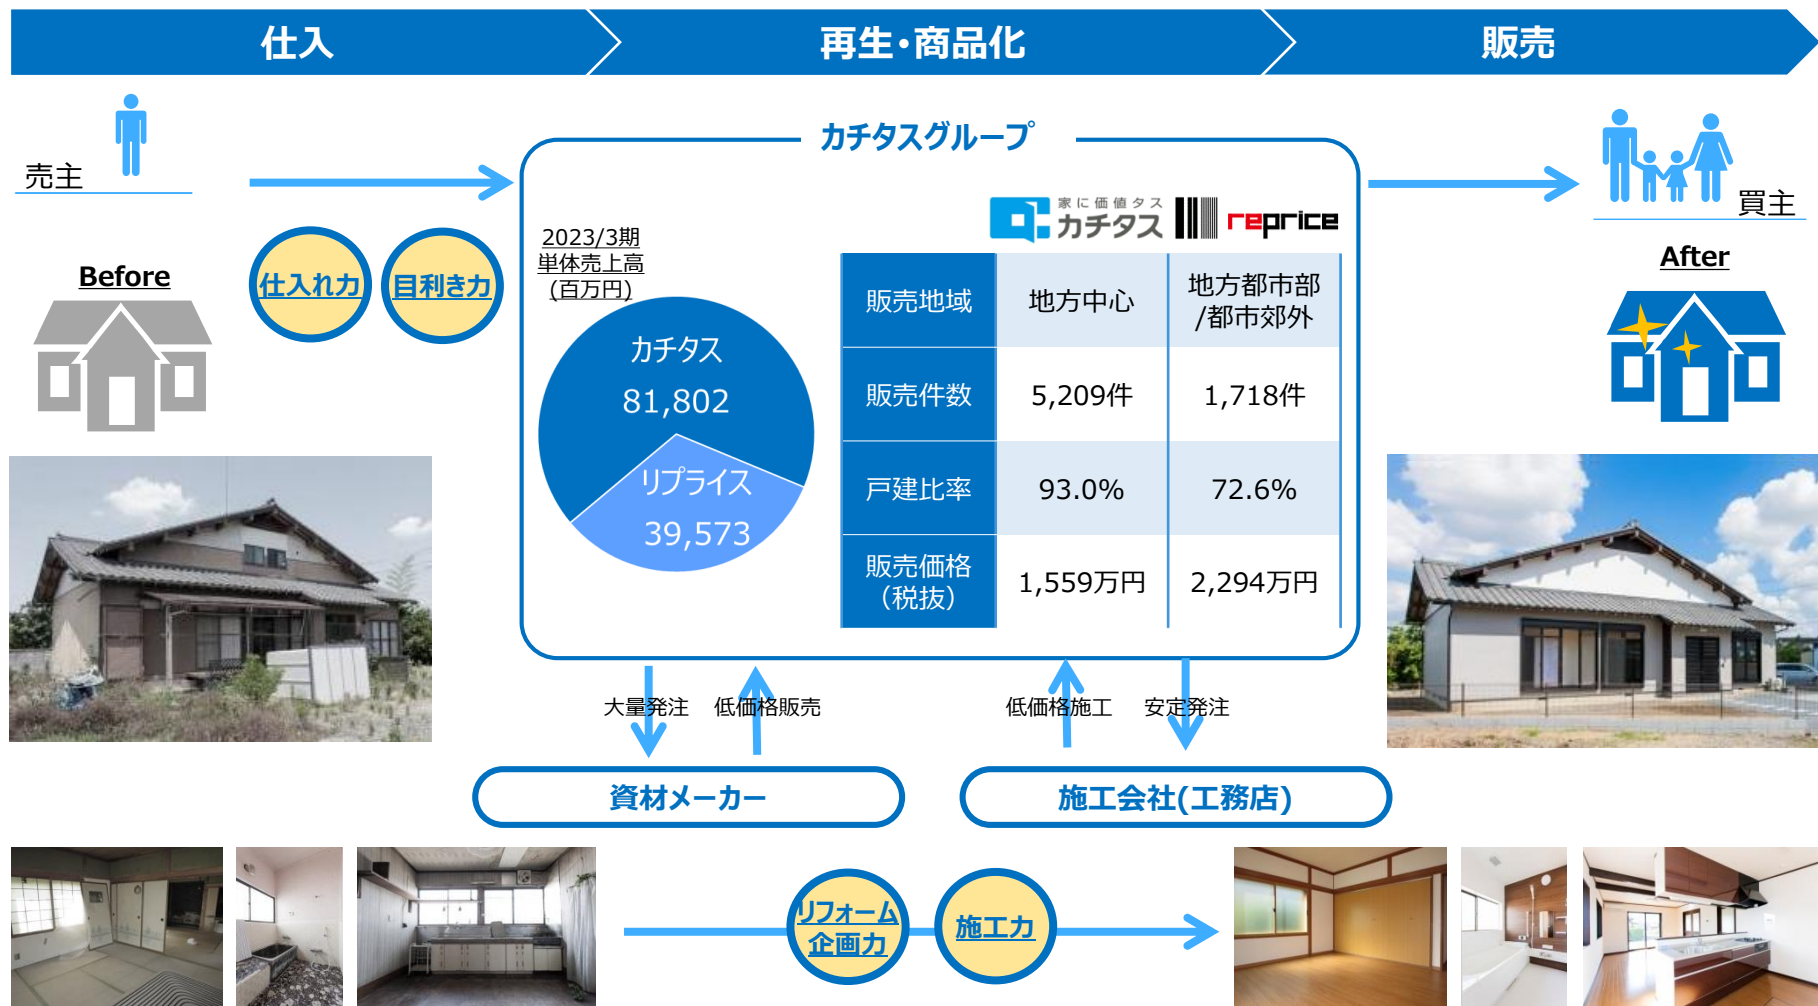 仕入
再生・商品化
販売
売主
カチタスグループ
買主
仕入れ力
目利き力
Before
After
2023/3期
単体売上高
(百万円)
カチタス
81,802
リプライス
39,573
家に価値タス
カチタス
reprice
販売地域
地方中心
地方都市部
/都市郊外
販売件数
5,209件
1,718件
戸建比率
93.0%
72.6%
販売価格
（税抜）
1,559万円
2,294万円
大量発注
低価格販売
低価格施工
安定発注
資材メーカー
施工会社(工務店)
リフォーム
企画力
施工力